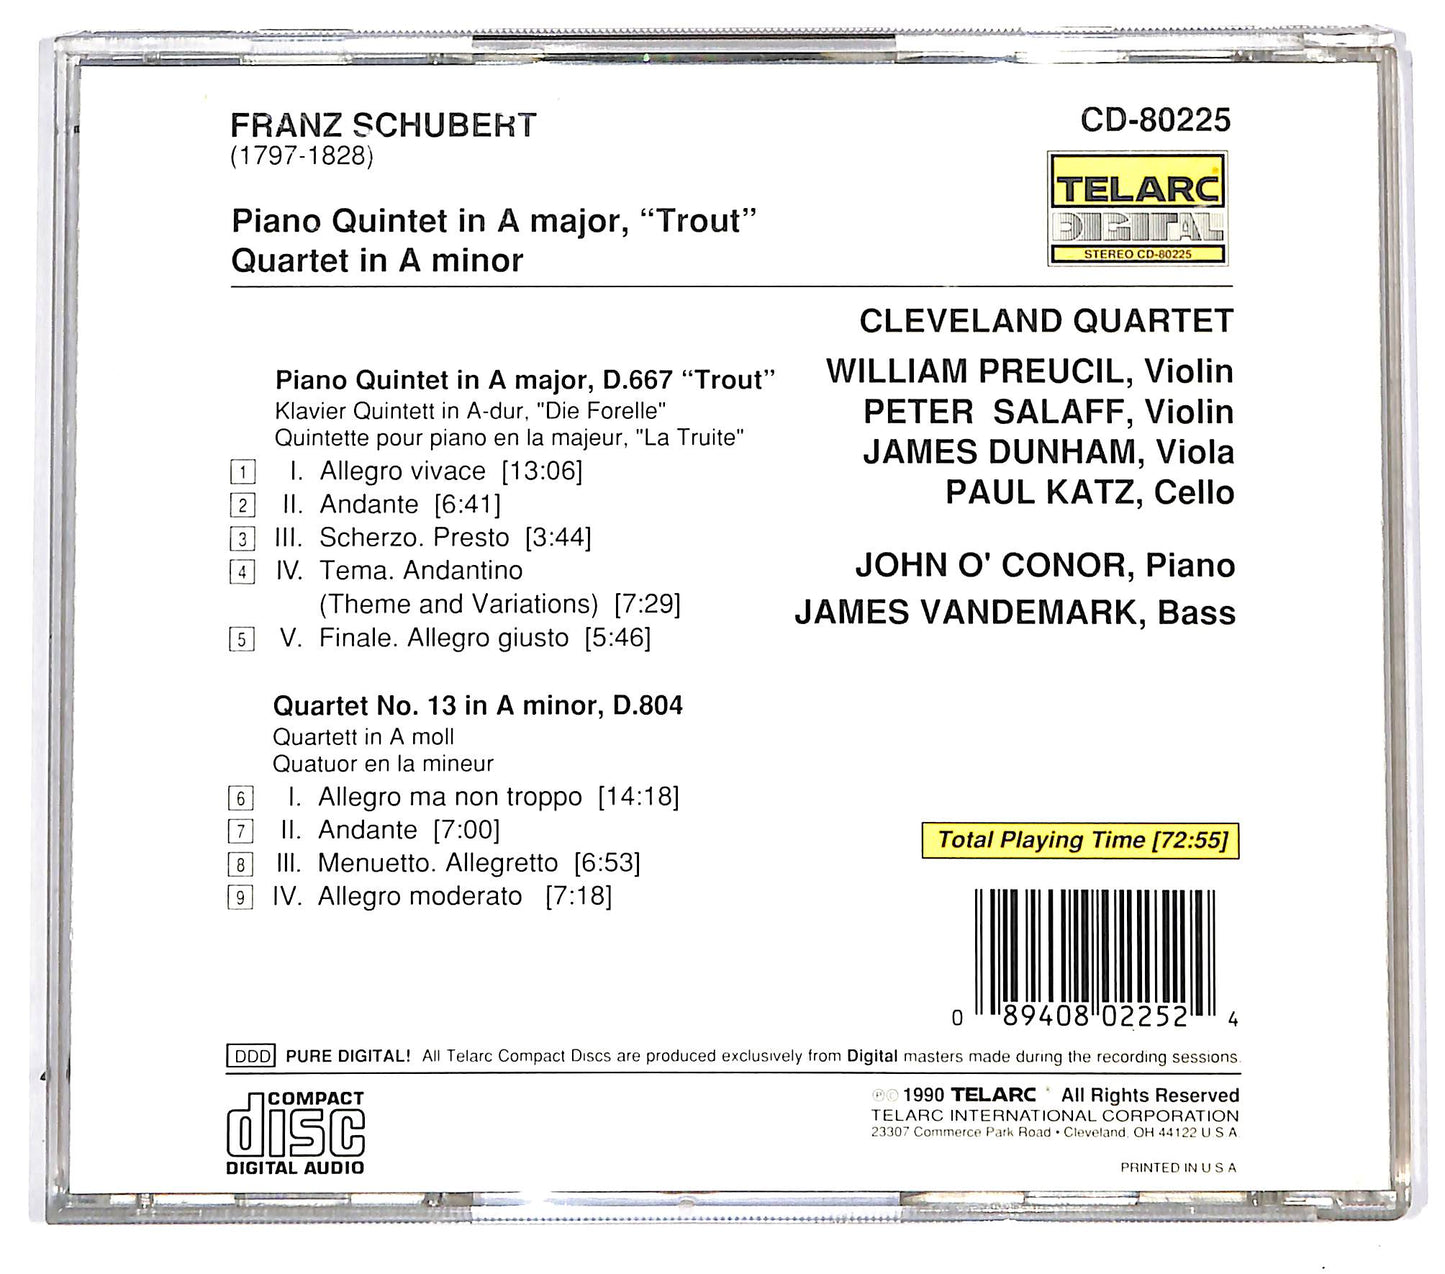 FRANZ SCHUBERT
(1797-1828)
Piano Quintet in A major, “Trout”
Quartet in A minor
CD-80225
TELARC
DIGITAL
STEREO CD-80225
CLEVELAND QUARTET
WILLIAM PREUCIL, Violin
PETER SALAFF, Violin
JAMES DUNHAM, Viola
PAUL KATZ, Cello
JOHN O' CONOR, Piano
JAMES VANDEMARK, Bass
Piano Quintet in A major, D.667 “Trout”
Klavier Quintett in A-dur, "Die Forelle"
Quintette pour piano en la majeur, "La Truite"
1 I. Allegro vivace [13:06]
2 II. Andante [6:41]
3 III. Scherzo. Presto [3:44]
4 IV. Tema. Andantino
(Theme and Variations) [7:29]
5 V. Finale. Allegro giusto [5:46]
Quartet No. 13 in A minor, D.804
Quartett in A moll
Quatuor en la mineur
6 I. Allegro ma non troppo [14:18]
7 II. Andante [7:00]
8 III. Menuetto. Allegretto [6:53]
9 IV. Allegro moderato [7:18]
Total Playing Time [72:55]
0 89408 02252 4
DDD PURE DIGITAL! All Telarc Compact Discs are produced exclusively from Digital masters made during the recording sessions.
COMPACT
disc
DIGITAL AUDIO
℗© 1990 TELARC All Rights Reserved
TELARC INTERNATIONAL CORPORATION
23307 Commerce Park Road • Cleveland, OH 44122 U S A
PRINTED IN U S A